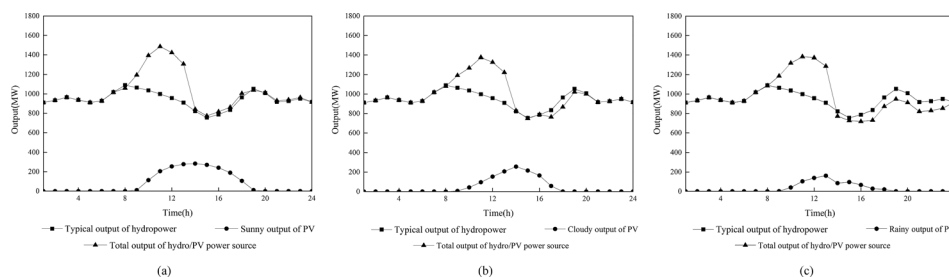 1800
1600
1400
1200
1000
800
600
400
200
0
Output(MW)
4 8 12 16 20 24
Time(h)
Typical output of hydropower Sunny output of PV
Total output of hydro/PV power source
(a)
1800
1600
1400
1200
1000
800
600
400
200
0
Output(MW)
4 8 12 16 20 24
Time(h)
Typical output of hydropower Cloudy output of PV
Total output of hydro/PV power source
(b)
1800
1600
1400
1200
1000
800
600
400
200
0
Output(MW)
4 8 12 16 20
Time(h)
Typical output of hydropower Rainy output of P
Total output of hydro/PV power source
(c)